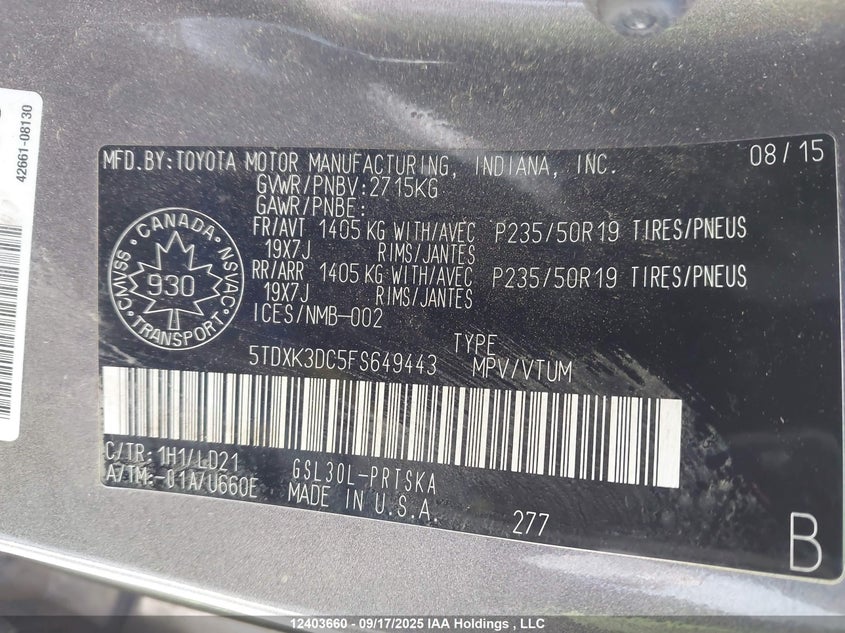 42661-08130
MFD.BY:TOYOTA MOTOR MANUFACTURING, INDIANA, INC. 08/15
GVWR/PNBV:2715KG
GAWR/PNBE:
FR/AVT 1405 KG WITH/AVEC P235/50R19 TIRES/PNEUS
19X7J RIMS/JANTES
RR/ARR 1405 KG WITH/AVEC P235/50R19 TIRES/PNEUS
19X7J RIMS/JANTES
ICES/NMB-002
CANADA
CMVSS
NSVAC
930
TRANSPORT
TYPE
5TDXK3DC5FS649443 MPV/VTUM
C/TR: 1H1/LD21 GSL30L-PRTSKA
A/TM:-01A/U660E MADE IN U.S.A.
277
B
12403660 - 09/17/2025 IAA Holdings , LLC